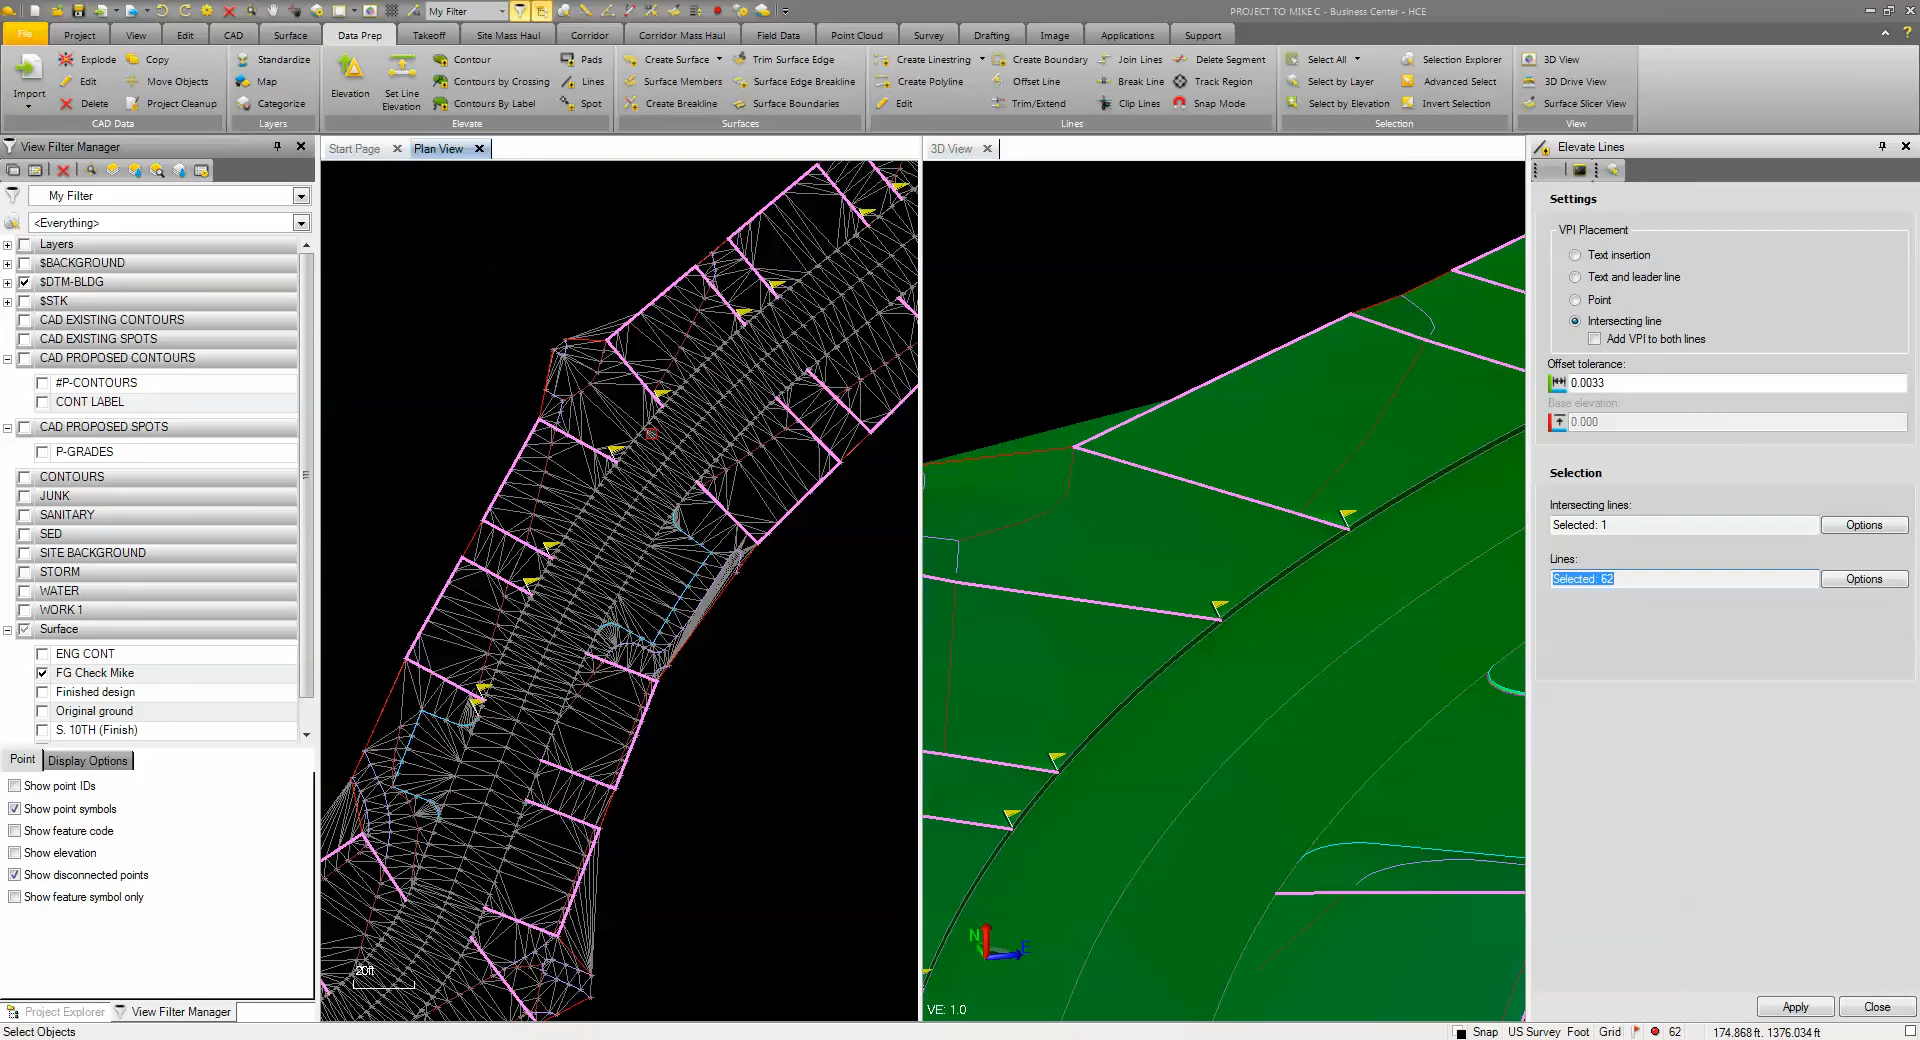 My Filter
PROJECT TO MIKE C - Business Center - HCE
File Project View Edit CAD Surface Data Prep Takeoff Site Mass Haul Corridor Corridor Mass Haul Field Data Point Cloud Survey Drafting Image Applications Support
Import
Explode Copy
Edit Move Objects
Delete Project Cleanup
CAD Data
Standardize
Map
Categorize
Layers
Elevation
Set Line Elevation
Contour
Contours by Crossing
Contours By Label
Pads
Lines
Spot
Elevate
Create Surface Trim Surface Edge
Surface Members Surface Edge Breakline
Create Breakline Surface Boundaries
Surfaces
Create Linestring Create Boundary Join Lines Delete Segment
Create Polyline Offset Line Break Line Track Region
Edit Trim/Extend Clip Lines Snap Mode
Lines
Select All Selection Explorer
Select by Layer Advanced Select
Select by Elevation Invert Selection
Selection
3D View
3D Drive View
Surface Slicer View
View
View Filter Manager
My Filter
<Everything>
Layers
$BACKGROUND
$DTM-BLDG
$STK
CAD EXISTING CONTOURS
CAD EXISTING SPOTS
CAD PROPOSED CONTOURS
#P-CONTOURS
CONT LABEL
CAD PROPOSED SPOTS
P-GRADES
CONTOURS
JUNK
SANITARY
SED
SITE BACKGROUND
STORM
WATER
WORK 1
Surface
ENG CONT
FG Check Mike
Finished design
Original ground
S. 10TH (Finish)
Point Display Options
Show point IDs
Show point symbols
Show feature code
Show elevation
Show disconnected points
Show feature symbol only
Project Explorer View Filter Manager
Select Objects
Start Page Plan View
20ft
3D View
N
E
VE: 1.0
Elevate Lines
Settings
VPI Placement
Text insertion
Text and leader line
Point
Intersecting line
Add VPI to both lines
Offset tolerance:
0.0033
Base elevation:
0.000
Selection
Intersecting lines:
Selected: 1 Options
Lines:
Selected: 62 Options
Apply Close
Snap US Survey Foot Grid 62 174.868 ft. 1376.034 ft